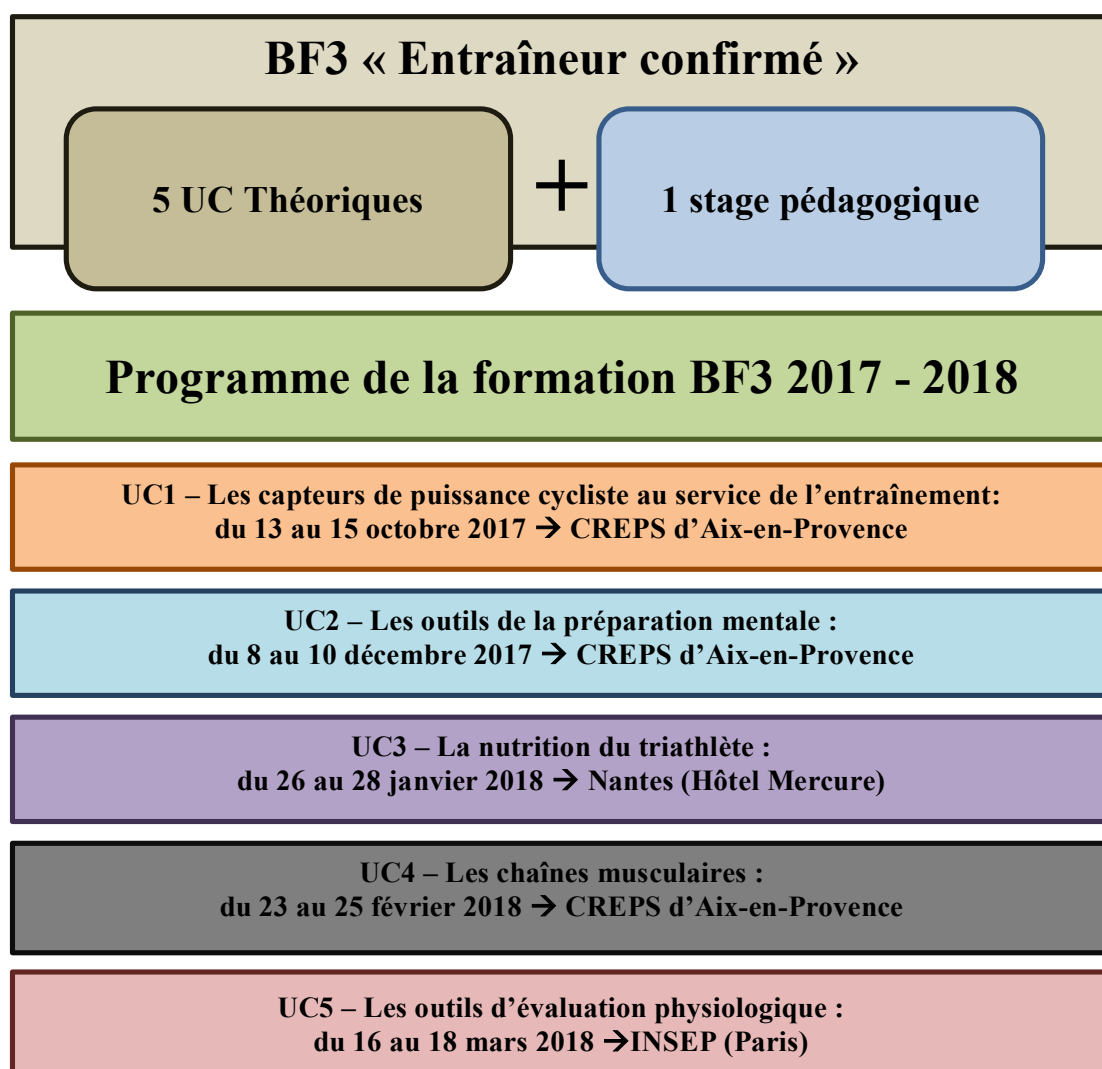 BF3 « Entraîneur confirmé »
5 UC Théoriques
+
1 stage pédagogique
Programme de la formation BF3 2017 - 2018
UC1 – Les capteurs de puissance cycliste au service de l’entraînement:
du 13 au 15 octobre 2017 → CREPS d’Aix-en-Provence
UC2 – Les outils de la préparation mentale :
du 8 au 10 décembre 2017 → CREPS d’Aix-en-Provence
UC3 – La nutrition du triathlète :
du 26 au 28 janvier 2018 → Nantes (Hôtel Mercure)
UC4 – Les chaînes musculaires :
du 23 au 25 février 2018 → CREPS d’Aix-en-Provence
UC5 – Les outils d’évaluation physiologique :
du 16 au 18 mars 2018 →INSEP (Paris)